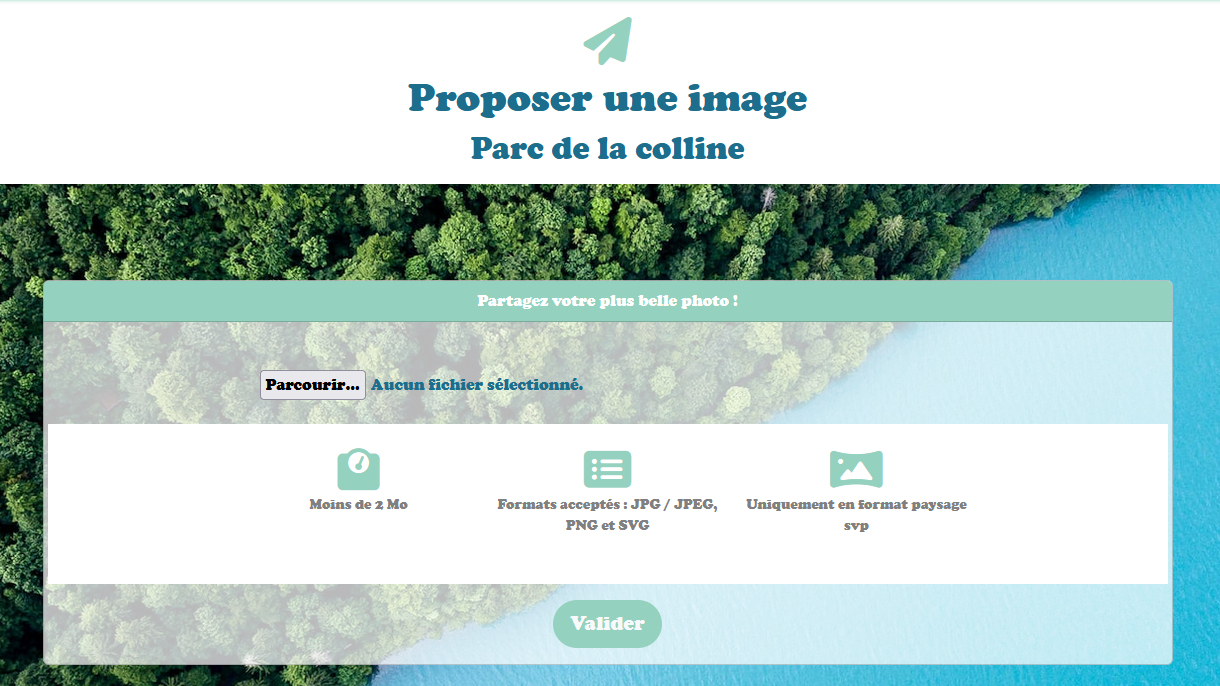 Proposer une image
Parc de la colline
Partagez votre plus belle photo !
Parcourir... Aucun fichier sélectionné.
Moins de 2 Mo
Formats acceptés : JPG / JPEG,
PNG et SVG
Uniquement en format paysage
svp
Valider